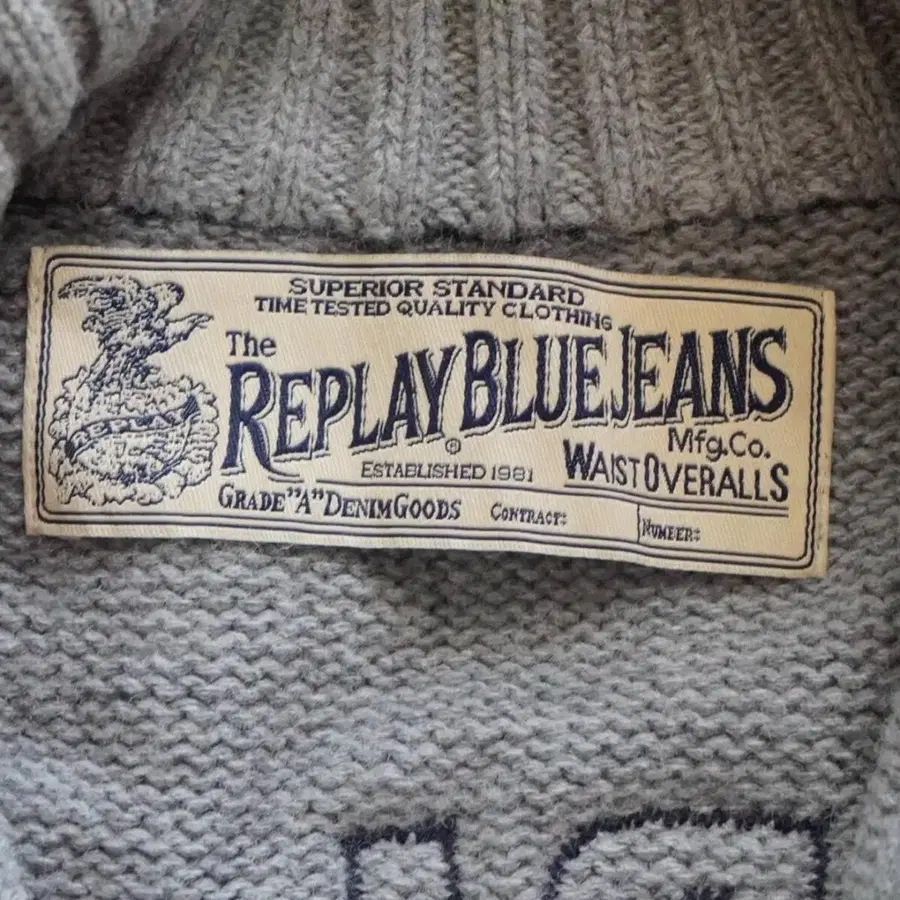 SUPERIOR STANDARD
TIME TESTED QUALITY CLOTHING
The
REPLAY BLUE JEANS
®
Mfg.Co.
ESTABLISHED 1981
WAIST OVERALLS
GRADE"A"DENIM GOODS
CONTRACT:
NUMBER: